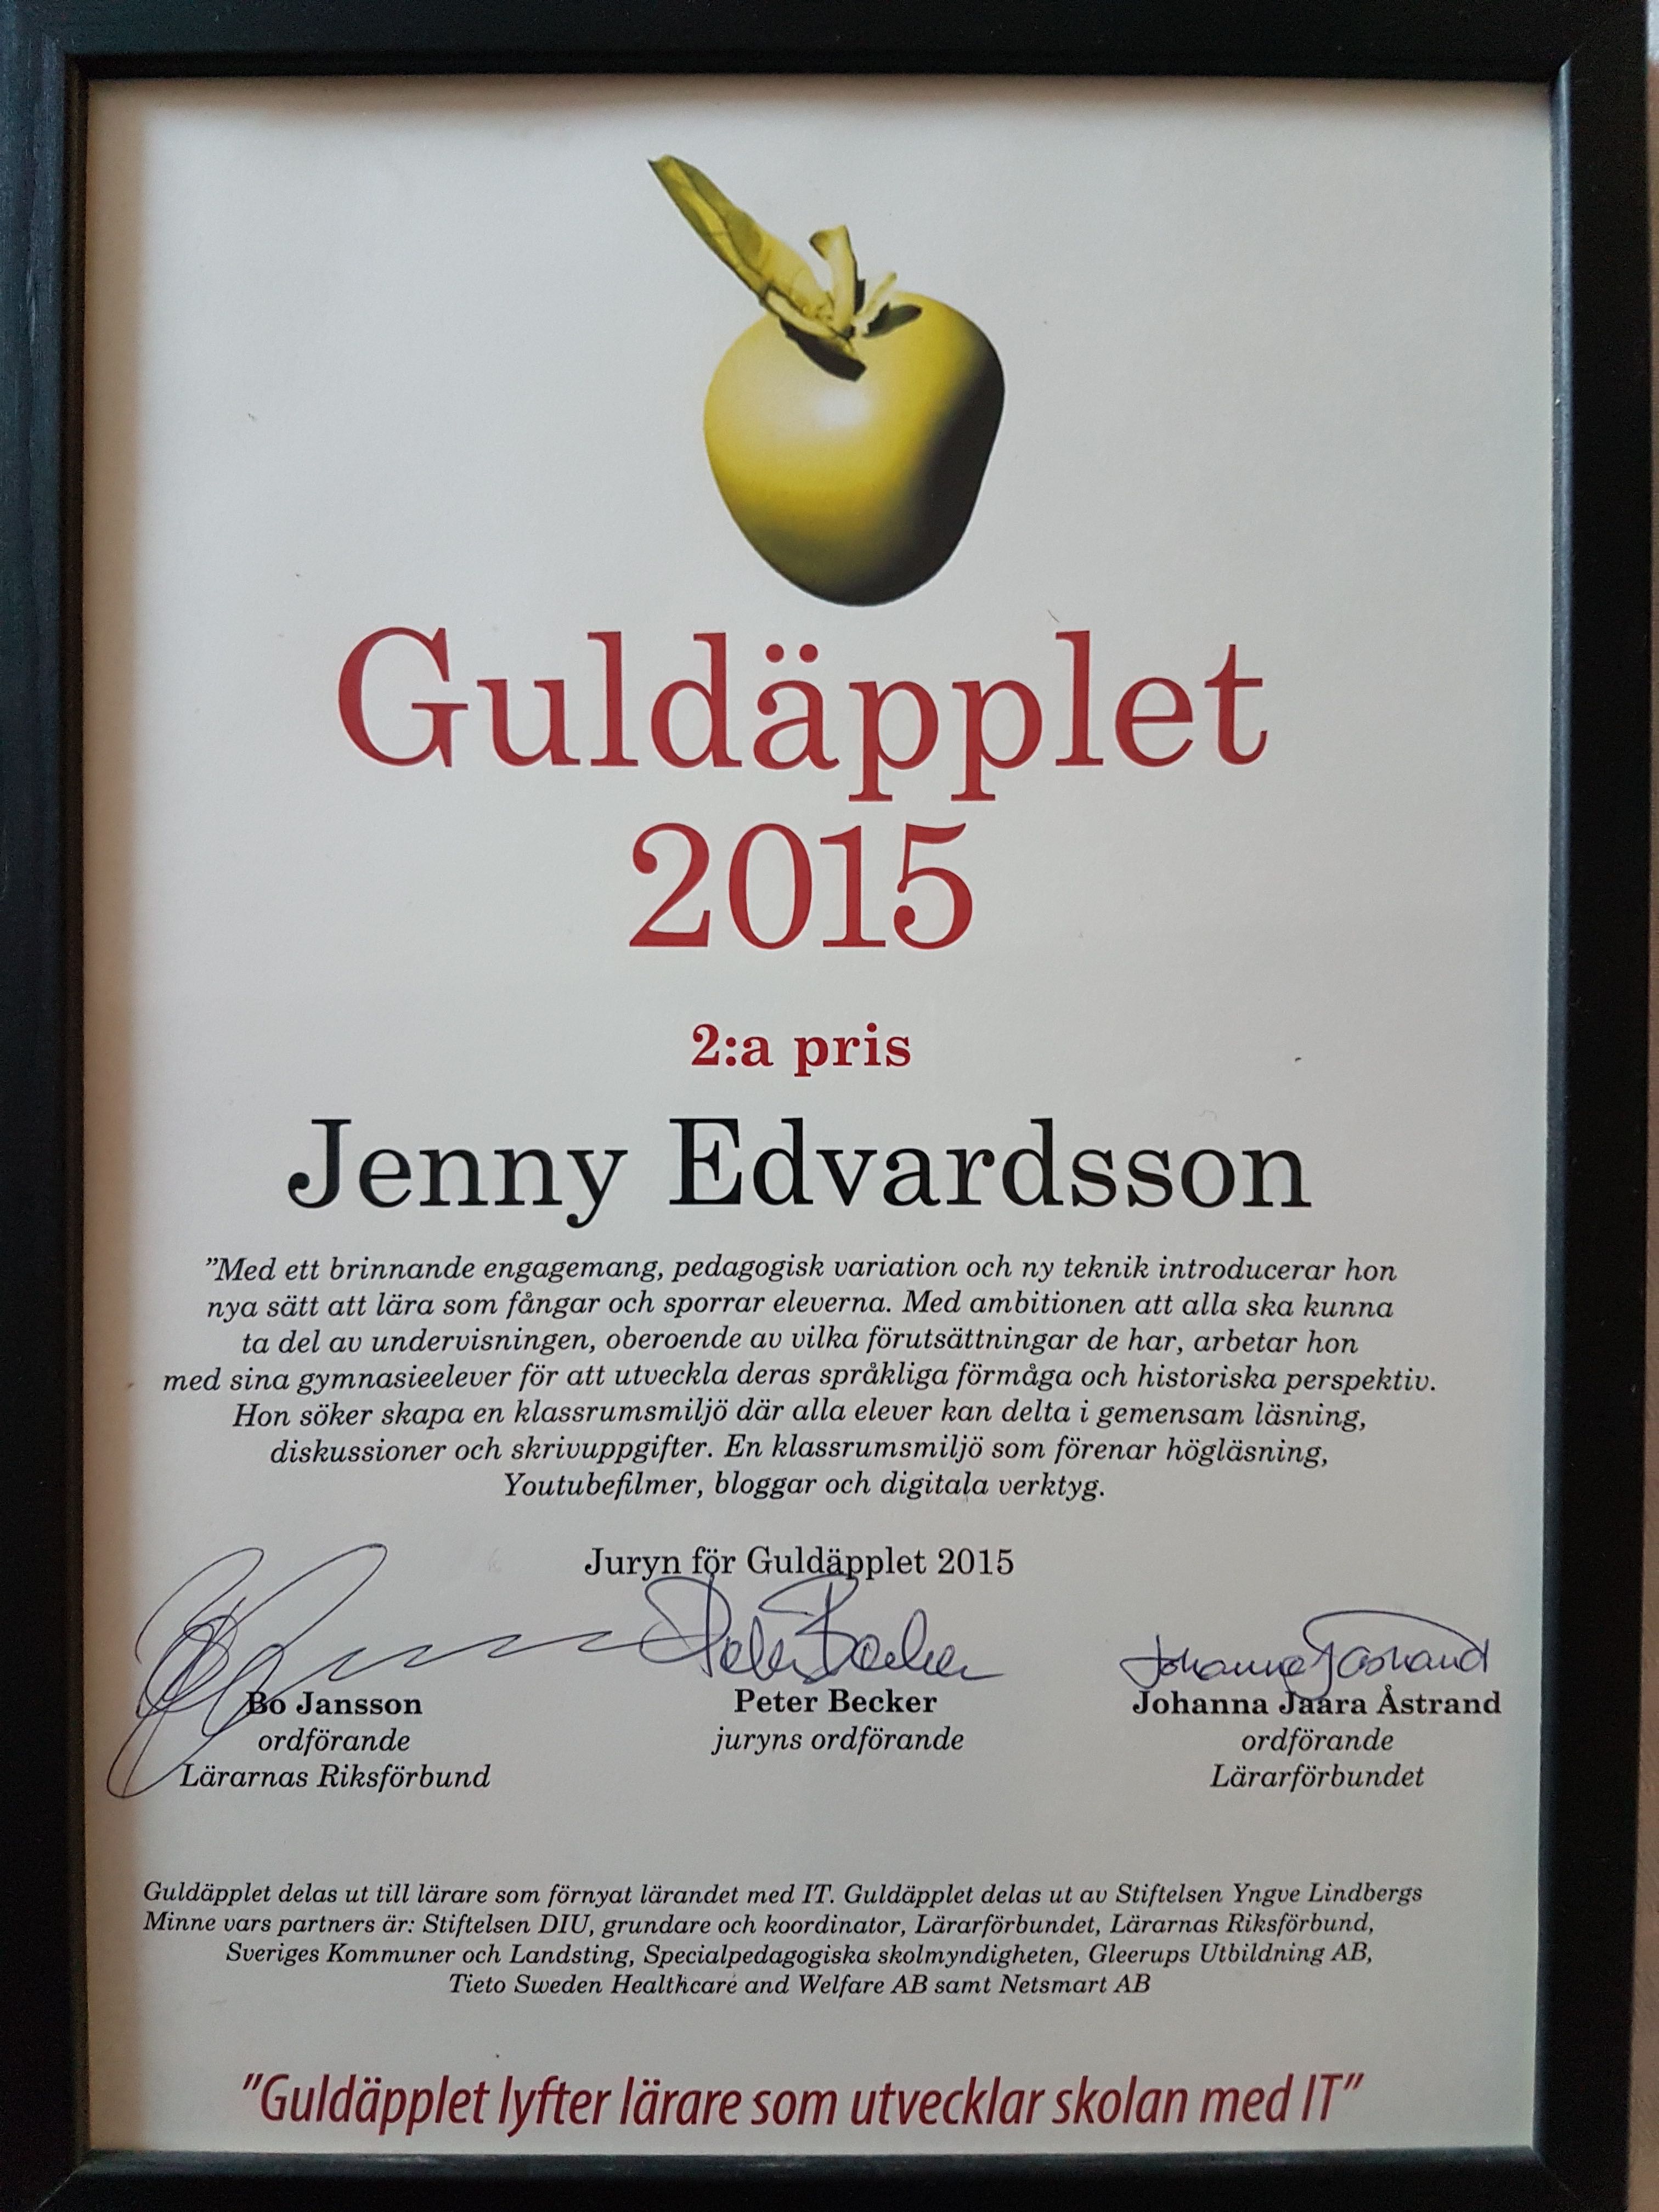 Guldäpplet
2015
2:a pris
Jenny Edvardsson
”Med ett brinnande engagemang, pedagogisk variation och ny teknik introducerar hon
nya sätt att lära som fångar och sporrar eleverna. Med ambitionen att alla ska kunna
ta del av undervisningen, oberoende av vilka förutsättningar de har, arbetar hon
med sina gymnasieelever för att utveckla deras språkliga förmåga och historiska perspektiv.
Hon söker skapa en klassrumsmiljö där alla elever kan delta i gemensam läsning,
diskussioner och skrivuppgifter. En klassrumsmiljö som förenar högläsning,
Youtubefilmer, bloggar och digitala verktyg.
Juryn för Guldäpplet 2015
Peter Becker
Bo Jansson
ordförande
Lärarnas Riksförbund
Peter Becker
juryns ordförande
Johanna Jaara Åstrand
ordförande
Lärarförbundet
Guldäpplet delas ut till lärare som förnyat lärandet med IT. Guldäpplet delas ut av Stiftelsen Yngve Lindbergs
Minne vars partners är: Stiftelsen DIU, grundare och koordinator, Lärarförbundet, Lärarnas Riksförbund,
Sveriges Kommuner och Landsting, Specialpedagogiska skolmyndigheten, Gleerups Utbildning AB,
Tieto Sweden Healthcare and Welfare AB samt Netsmart AB
”Guldäpplet lyfter lärare som utvecklar skolan med IT”